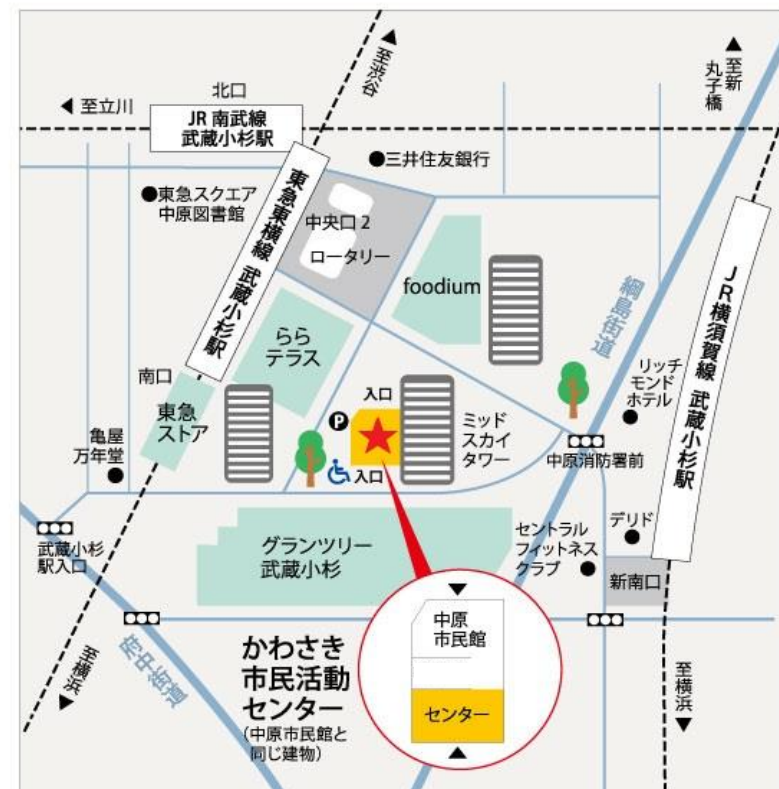 至渋谷
至新
丸子橋
北口
至立川
JR 南武線
武蔵小杉駅
三井住友銀行
東急スクエア
中原図書館
東急東横線 武蔵小杉駅
中央口 2
ロータリー
foodium
綱島街道
JR横須賀線 武蔵小杉駅
らら
テラス
南口
東急
ストア
入口
P
リッチ
モンド
ホテル
ミッド
スカイ
タワー
亀屋
万年堂
入口
中原消防署前
武蔵小杉
駅入口
グランツリー
武蔵小杉
セントラル
フィットネス
クラブ
デリド
新南口
府中街道
至横浜
かわさき
市民活動
センター
(中原市民館と
同じ建物)
中原
市民館
センター
至横浜